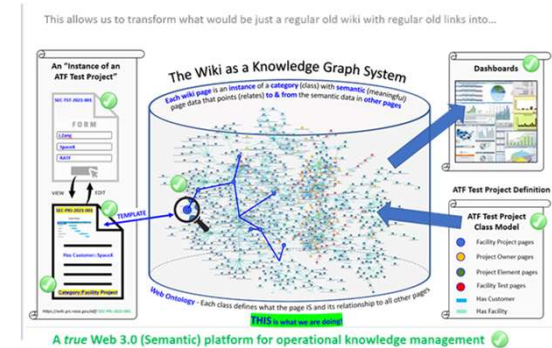 This allows us to transform what would be just a regular old wiki with regular old links into...
An "Instance of an
ATF Test Project"
FORM
SpaceX
RATF
VIEW
EDIT
TEMPLATE
Has Customer: SpaceX
Category:Facility Project
The Wiki as a Knowledge Graph System
Each wiki page is an instance of a category (class) with semantic (meaningful)
page data that points (relates) to & from the semantic data in other pages
Web Ontology - Each class defines what the page IS and its relationship to all other pages
THIS is what we are doing!
Dashboards
ATF Test Project Definition
ATF Test Project
Class Model
Facility Project pages
Project Owner pages
Project Element pages
Has Customer
Has Facility
A true Web 3.0 (Semantic) platform for operational knowledge management